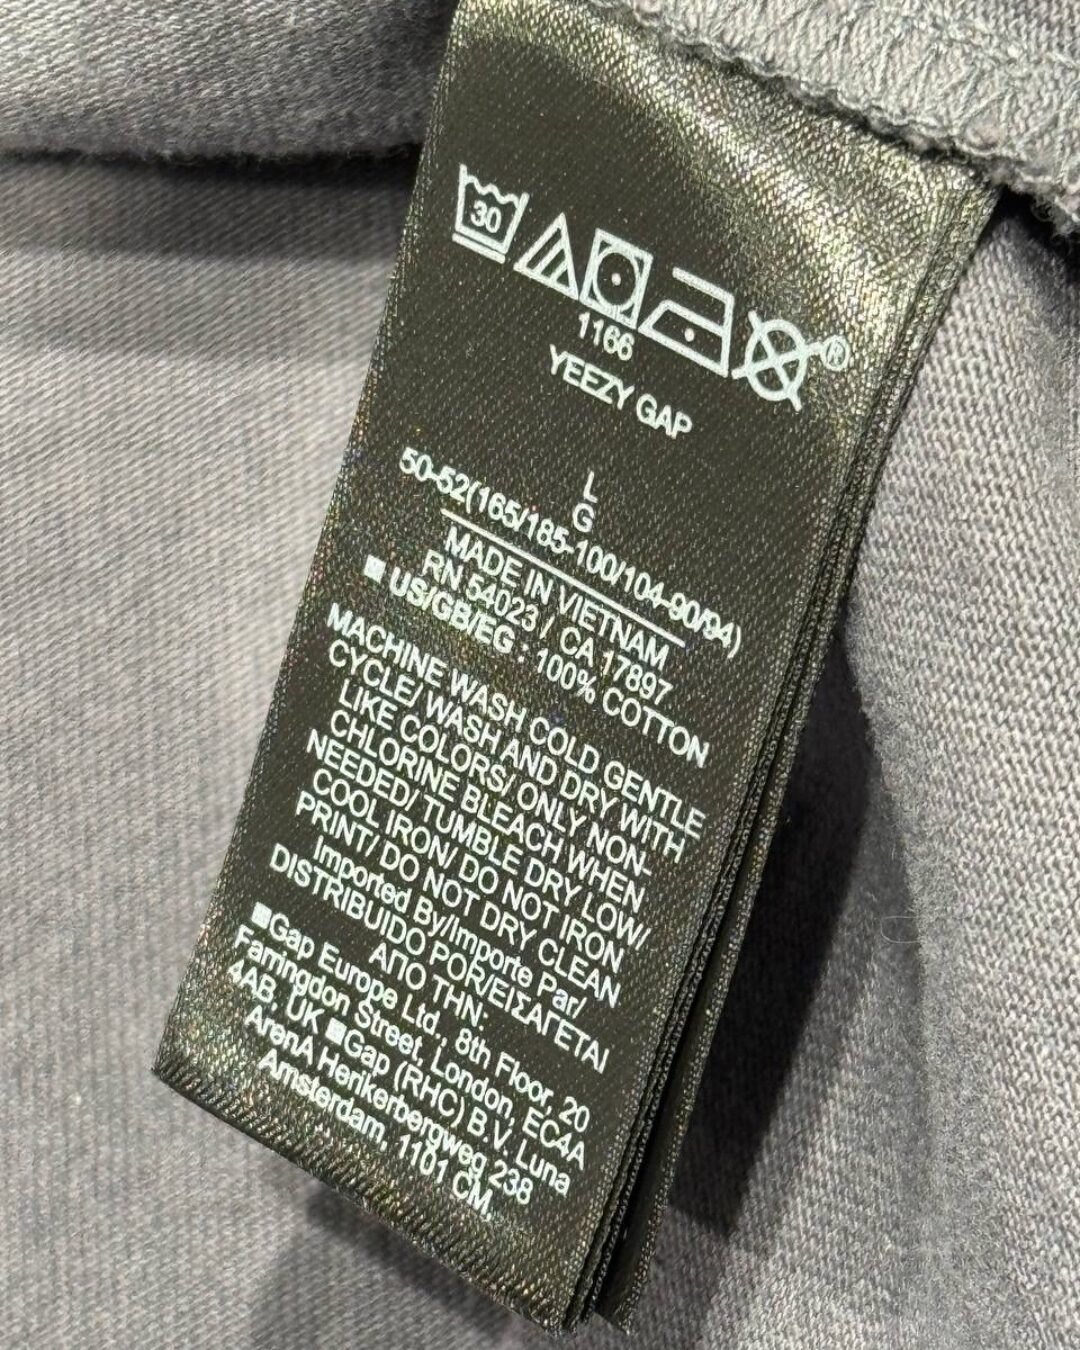 30
®
1166
YEEZY GAP
L
G
50-52(165/185-100/104-90/94)
MADE IN VIETNAM
RN 54023 / CA 17897
US/GB/EG : 100% COTTON
MACHINE WASH COLD GENTLE
CYCLE/ WASH AND DRY WITH
LIKE COLORS/ ONLY NON-
CHLORINE BLEACH WHEN
NEEDED/ TUMBLE DRY LOW/
COOL IRON/ DO NOT IRON
PRINT/ DO NOT DRY CLEAN
Imported By/Importe Par/
DISTRIBUIDO POR/ΕΙΣΑΓΕΤΑΙ
ΑΠΟ ΤΗΝ:
■Gap Europe Ltd., 8th Floor, 20
Farringdon Street, London, EC4A
4AB, UK ■Gap (RHC) B.V. Luna
ArenA Herikerbergweg 238
Amsterdam, 1101 CM,